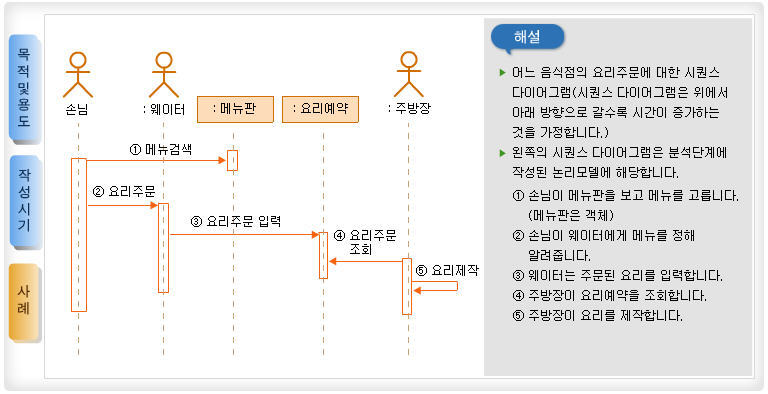 목적및용도
작성시기
사례
손님
: 웨이터
: 메뉴판
: 요리예약
: 주방장
① 메뉴검색
② 요리주문
③ 요리주문 입력
④ 요리주문
조회
⑤ 요리제작
해설
어느 음식점의 요리주문에 대한 시퀀스
다이어그램(시퀀스 다이어그램은 위에서
아래 방향으로 갈수록 시간이 증가하는
것을 가정합니다.)
왼쪽의 시퀀스 다이어그램은 분석단계에
작성된 논리모델에 해당합니다.
① 손님이 메뉴판을 보고 메뉴를 고릅니다.
(메뉴판은 객체)
② 손님이 웨이터에게 메뉴를 정해
알려줍니다.
③ 웨이터는 주문된 요리를 입력합니다.
④ 주방장이 요리예약을 조회합니다.
⑤ 주방장이 요리를 제작합니다.